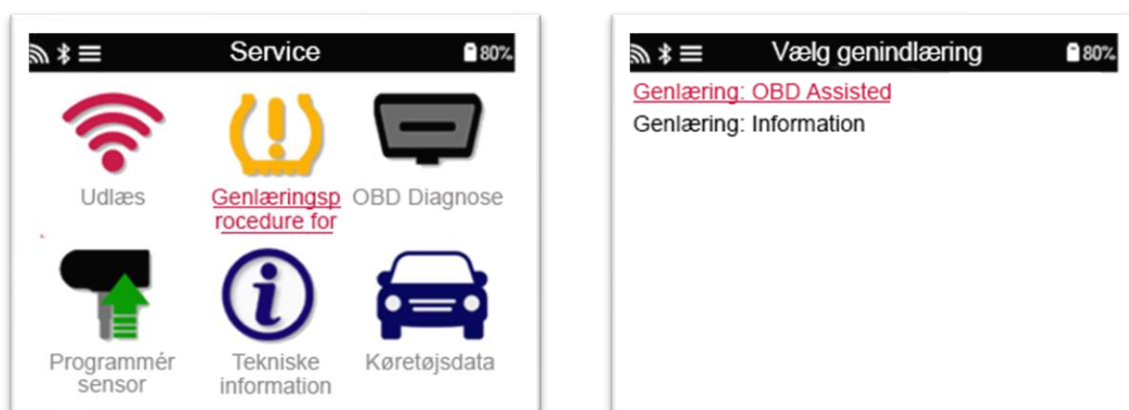 Service
80%
Udlæs
Genlæringsp
rocedure for
OBD Diagnose
Programmér
sensor
Tekniske
information
Køretøjsdata
Vælg genindlæring
80%
Genlæring: OBD Assisted
Genlæring: Information